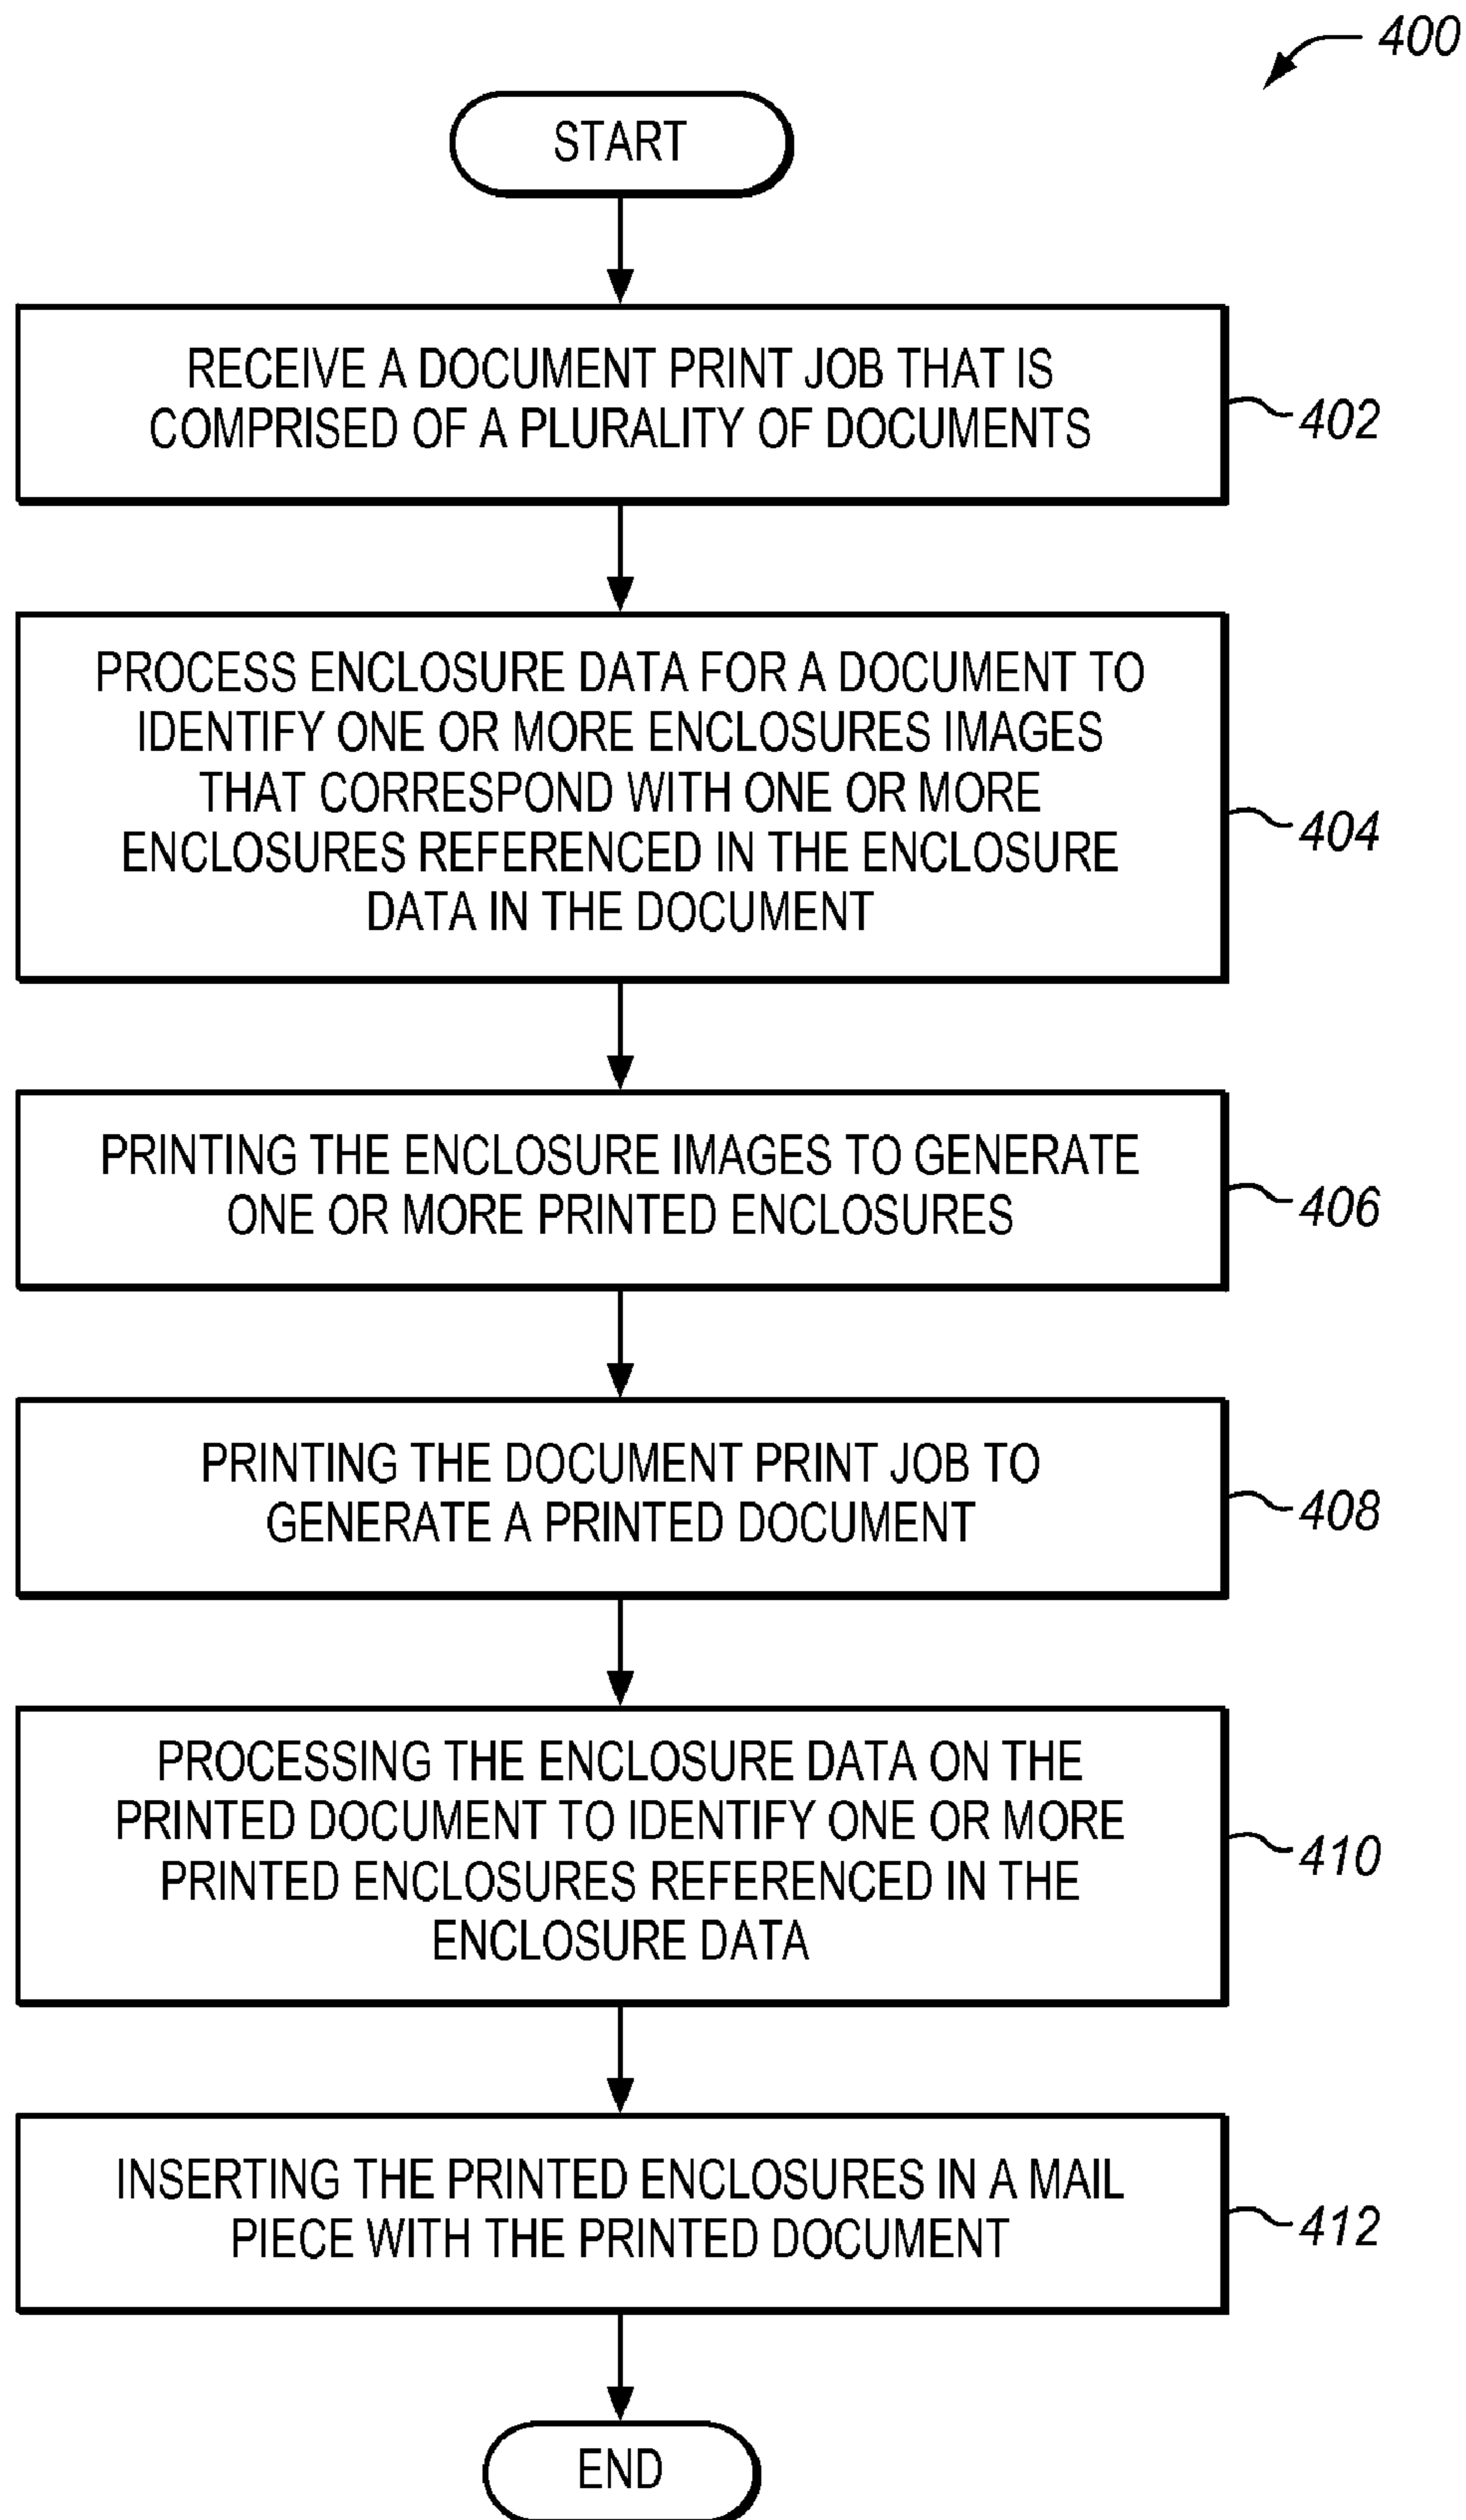 400
START
RECEIVE A DOCUMENT PRINT JOB THAT IS
COMPRISED OF A PLURALITY OF DOCUMENTS
402
PROCESS ENCLOSURE DATA FOR A DOCUMENT TO
IDENTIFY ONE OR MORE ENCLOSURES IMAGES
THAT CORRESPOND WITH ONE OR MORE
ENCLOSURES REFERENCED IN THE ENCLOSURE
DATA IN THE DOCUMENT
404
PRINTING THE ENCLOSURE IMAGES TO GENERATE
ONE OR MORE PRINTED ENCLOSURES
406
PRINTING THE DOCUMENT PRINT JOB TO
GENERATE A PRINTED DOCUMENT
408
PROCESSING THE ENCLOSURE DATA ON THE
PRINTED DOCUMENT TO IDENTIFY ONE OR MORE
PRINTED ENCLOSURES REFERENCED IN THE
ENCLOSURE DATA
410
INSERTING THE PRINTED ENCLOSURES IN A MAIL
PIECE WITH THE PRINTED DOCUMENT
412
END